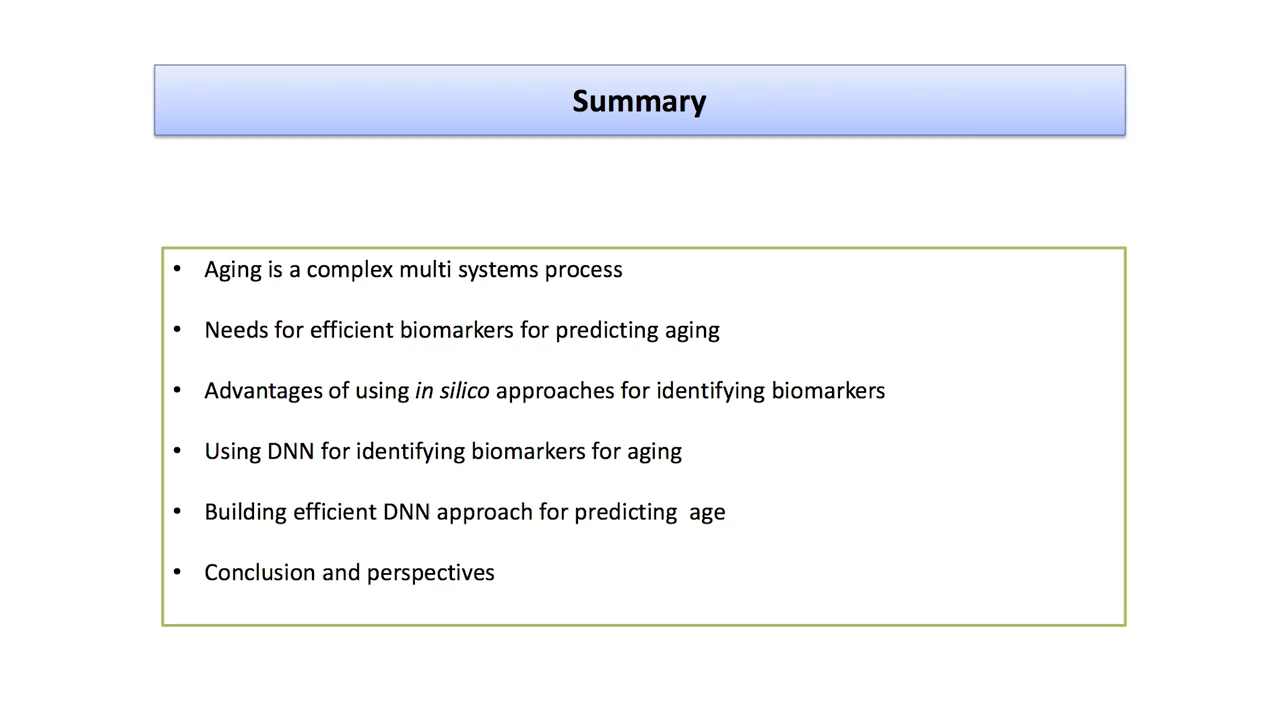 Summary
• Aging is a complex multi systems process
• Needs for efficient biomarkers for predicting aging
• Advantages of using in silico approaches for identifying biomarkers
• Using DNN for identifying biomarkers for aging
• Building efficient DNN approach for predicting  age
• Conclusion and perspectives